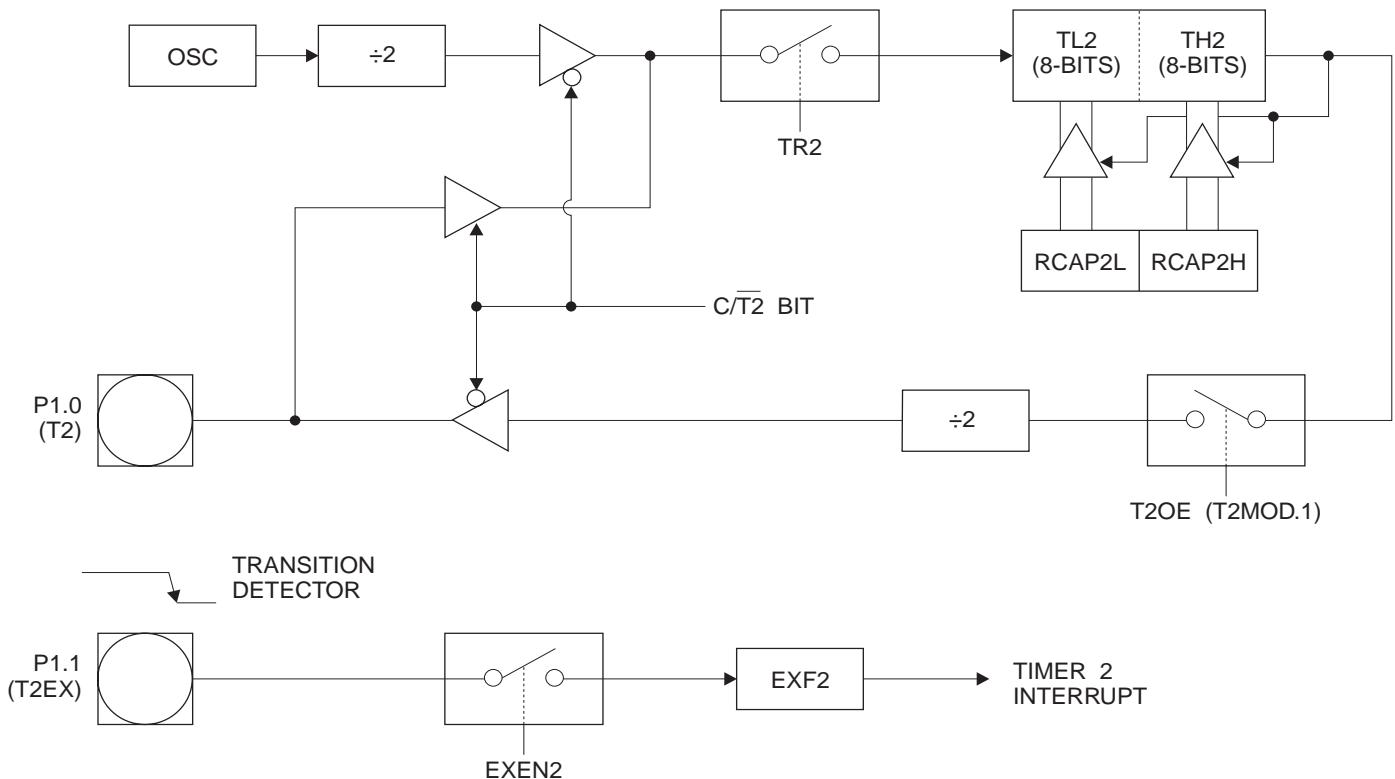 OSC
÷2
TR2
TL2
(8-BITS)
TH2
(8-BITS)
RCAP2L
RCAP2H
C/T2 BIT
P1.0
(T2)
÷2
T2OE (T2MOD.1)
TRANSITION
DETECTOR
P1.1
(T2EX)
EXEN2
EXF2
TIMER 2
INTERRUPT